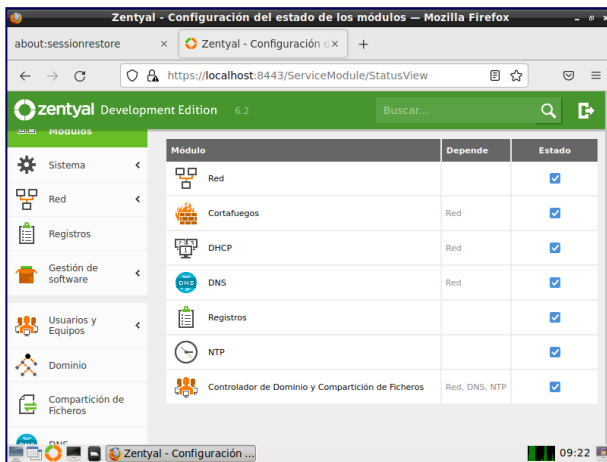 Zentyal - Configuración del estado de los módulos — Mozilla Firefox
about:sessionrestore
Zentyal - Configuración d
https://localhost:8443/ServiceModule/StatusView
zentyal Development Edition 6.2
Buscar...
Módulos
Sistema
Red
Registros
Gestión de
software
Usuarios y
Equipos
Dominio
Compartición de
Ficheros
DNS
Módulo Depende Estado
Red
Cortafuegos Red
DHCP Red
DNS DNS Red
Registros
NTP
Controlador de Dominio y Compartición de Ficheros Red, DNS, NTP
Zentyal - Configuración ...
09:22